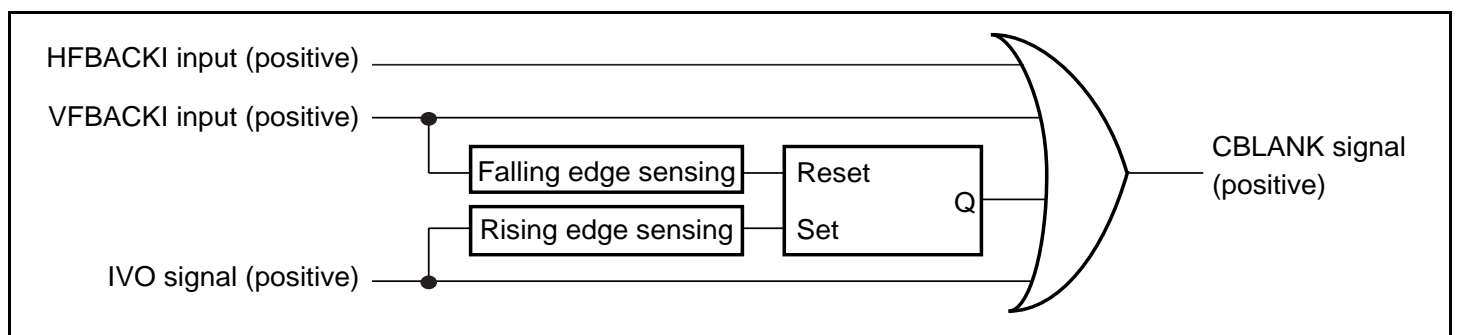 HFBACKI input (positive)
VFBACKI input (positive)
Falling edge sensing
Reset
Q
Rising edge sensing
Set
IVO signal (positive)
CBLANK signal
(positive)